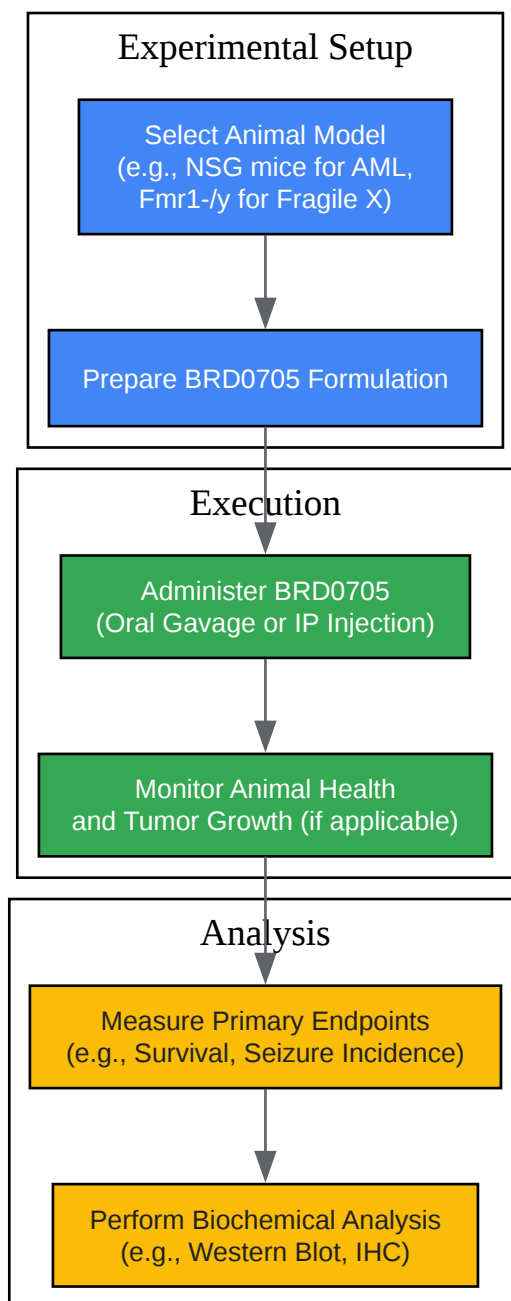 Experimental Setup
Select Animal Model
(e.g., NSG mice for AML,
Fmr1-/y for Fragile X)
Prepare BRD0705 Formulation
Execution
Administer BRD0705
(Oral Gavage or IP Injection)
Monitor Animal Health
and Tumor Growth (if applicable)
Analysis
Measure Primary Endpoints
(e.g., Survival, Seizure Incidence)
Perform Biochemical Analysis
(e.g., Western Blot, IHC)